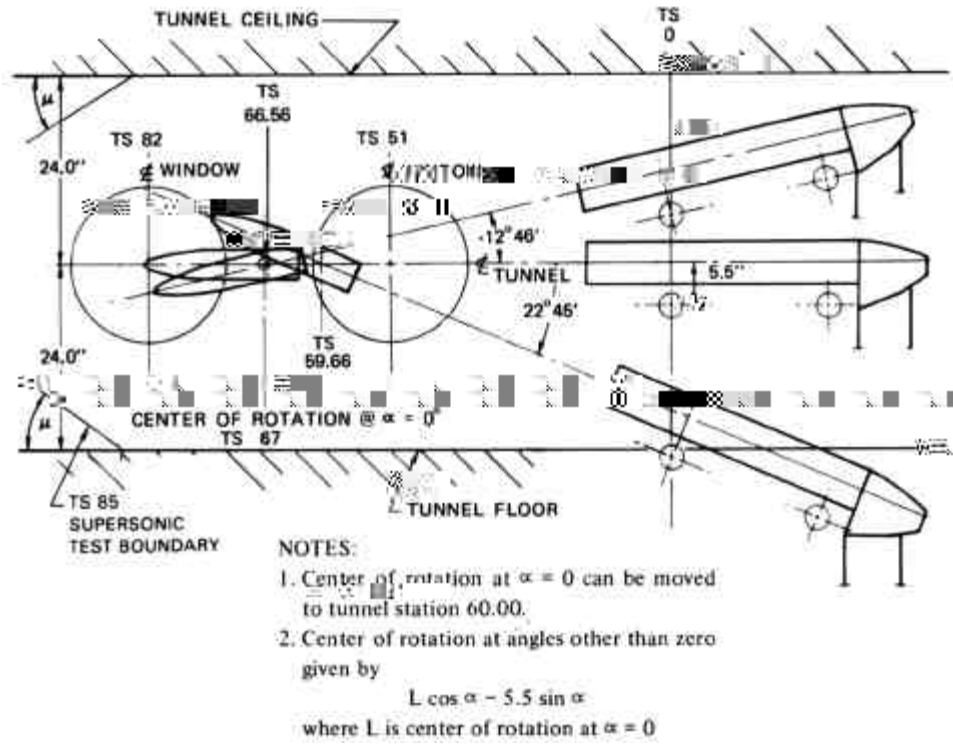 TUNNEL CEILING
TS
0
μ
TS
66.56
TS 82
TS 51
24.0"
℄ WINDOW
12°46'
℄
TUNNEL
5.5"
22°45'
24.0"
TS
59.66
μ
CENTER OF ROTATION @ α = 0°
TS 67
TS 85
SUPERSONIC
TEST BOUNDARY
TUNNEL FLOOR
NOTES:
1. Center of rotation at α = 0 can be moved
to tunnel station 60.00.
2. Center of rotation at angles other than zero
given by
L cos α − 5.5 sin α
where L is center of rotation at α = 0